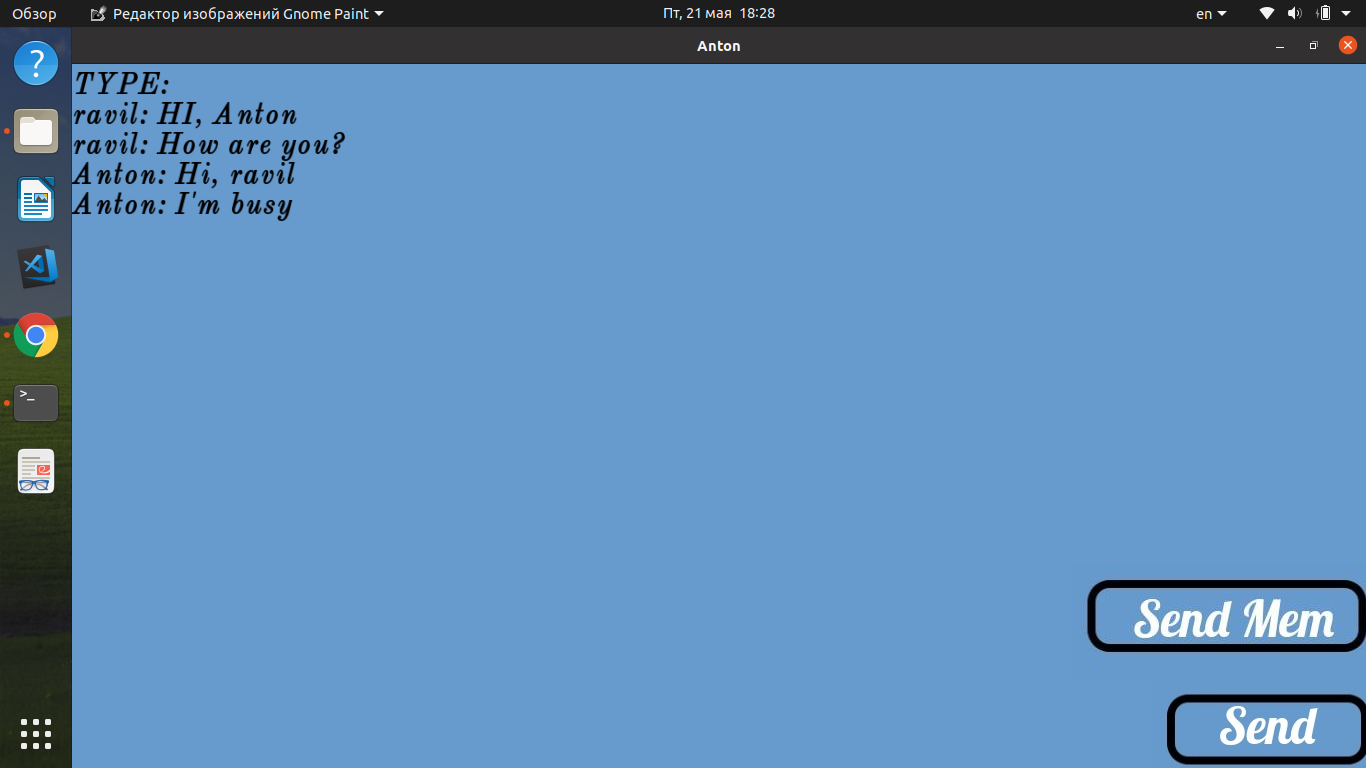 Обзор
Редактор изображений Gnome Paint
Пт, 21 мая 18:28
en
Anton
TYPE:
ravil: HI, Anton
ravil: How are you?
Anton: Hi, ravil
Anton: I'm busy
Send Mem
Send